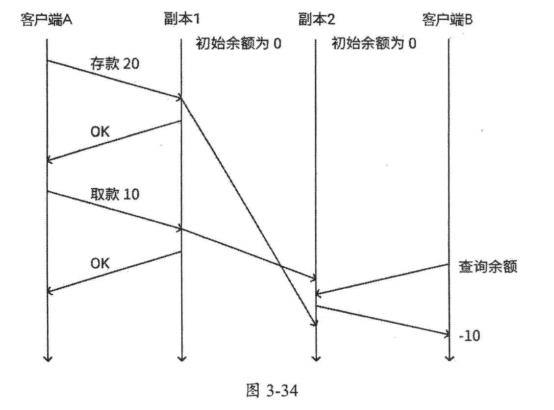 客户端A 副本1 副本2 客户端B
初始余额为 0 初始余额为 0
存款 20
OK
取款 10
OK
查询余额
-10
图 3-34